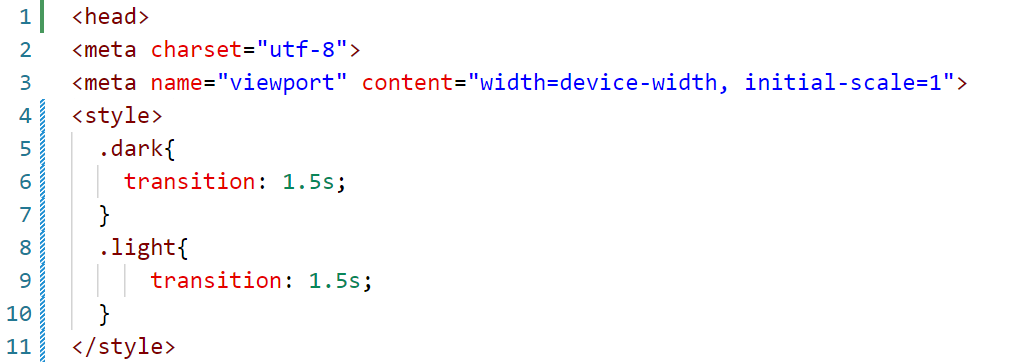 1 <head>
2 <meta charset="utf-8">
3 <meta name="viewport" content="width=device-width, initial-scale=1">
4 <style>
5 .dark{
6 transition: 1.5s;
7 }
8 .light{
9 transition: 1.5s;
10 }
11 </style>